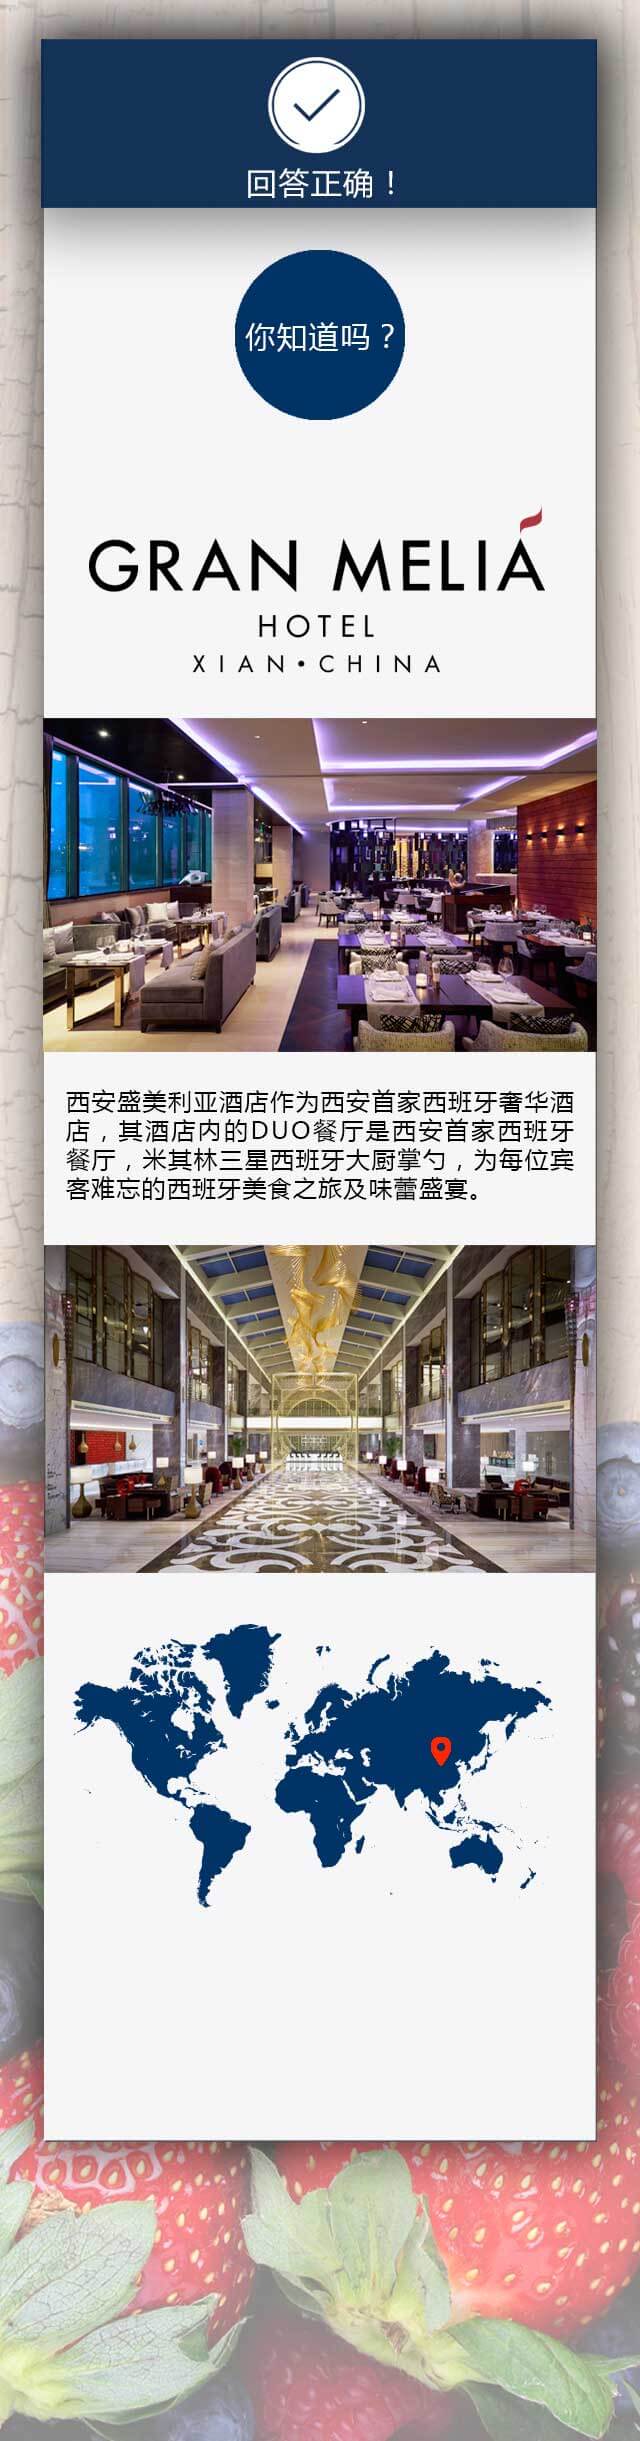 回答正确！
你知道吗？
GRAN MELIÁ
HOTEL
XIAN•CHINA
西安盛美利亚酒店作为西安首家西班牙奢华酒
店，其酒店内的DUO餐厅是西安首家西班牙
餐厅，米其林三星西班牙大厨掌勺，为每位宾
客难忘的西班牙美食之旅及味蕾盛宴。